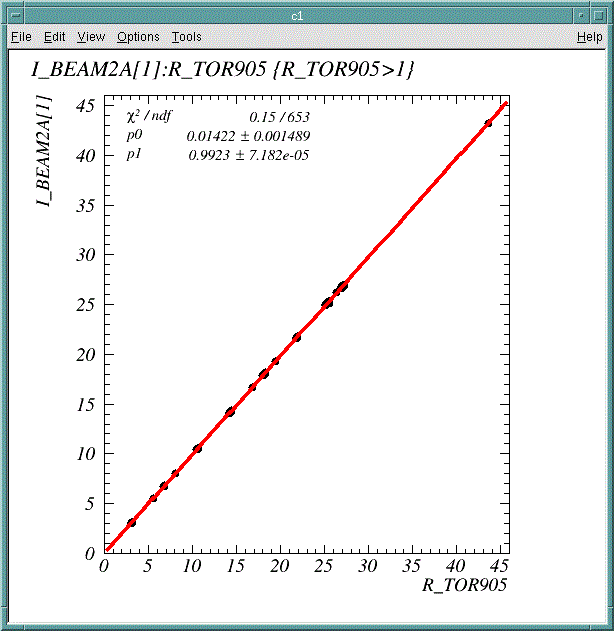 c1
File Edit View Options Tools Help
I_BEAM2A[1]:R_TOR905 {R_TOR905>1}
I_BEAM2A[1]
χ² / ndf 0.15 / 653
p0 0.01422 ± 0.001489
p1 0.9923 ± 7.182e-05
45
40
35
30
25
20
15
10
5
0
0 5 10 15 20 25 30 35 40 45
R_TOR905